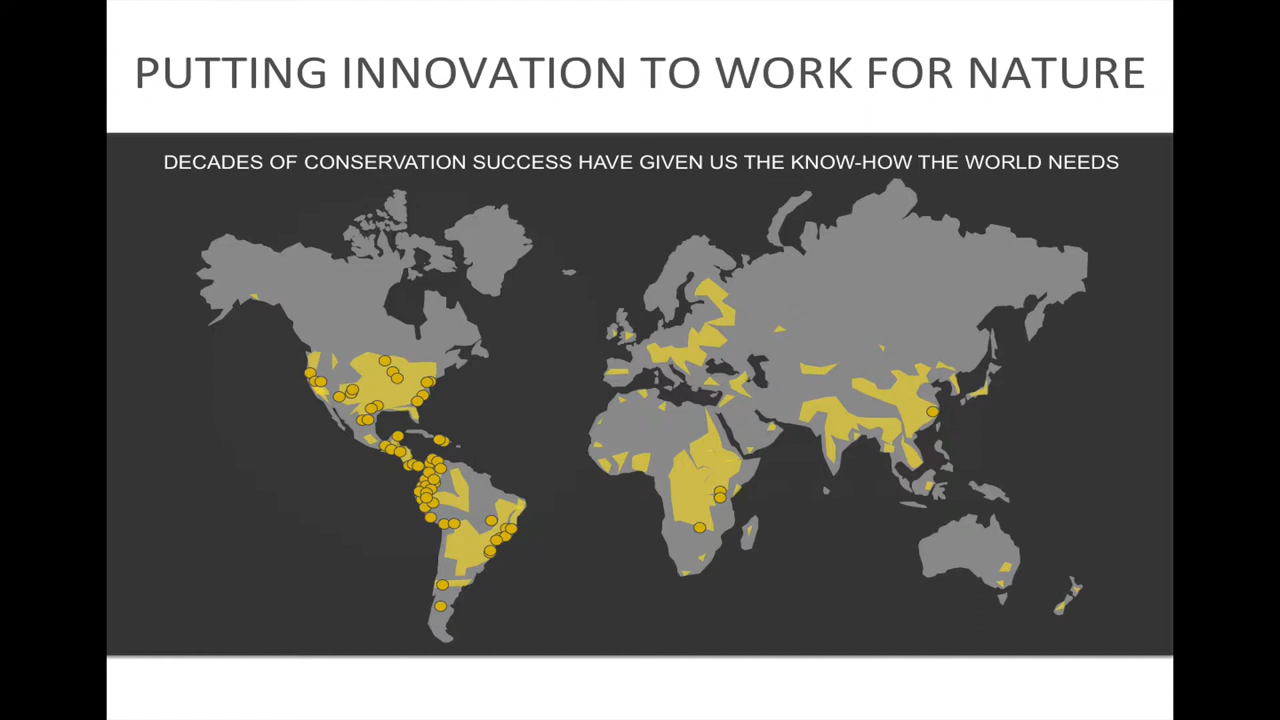 PUTTING INNOVATION TO WORK FOR NATURE
DECADES OF CONSERVATION SUCCESS HAVE GIVEN US THE KNOW-HOW THE WORLD NEEDS